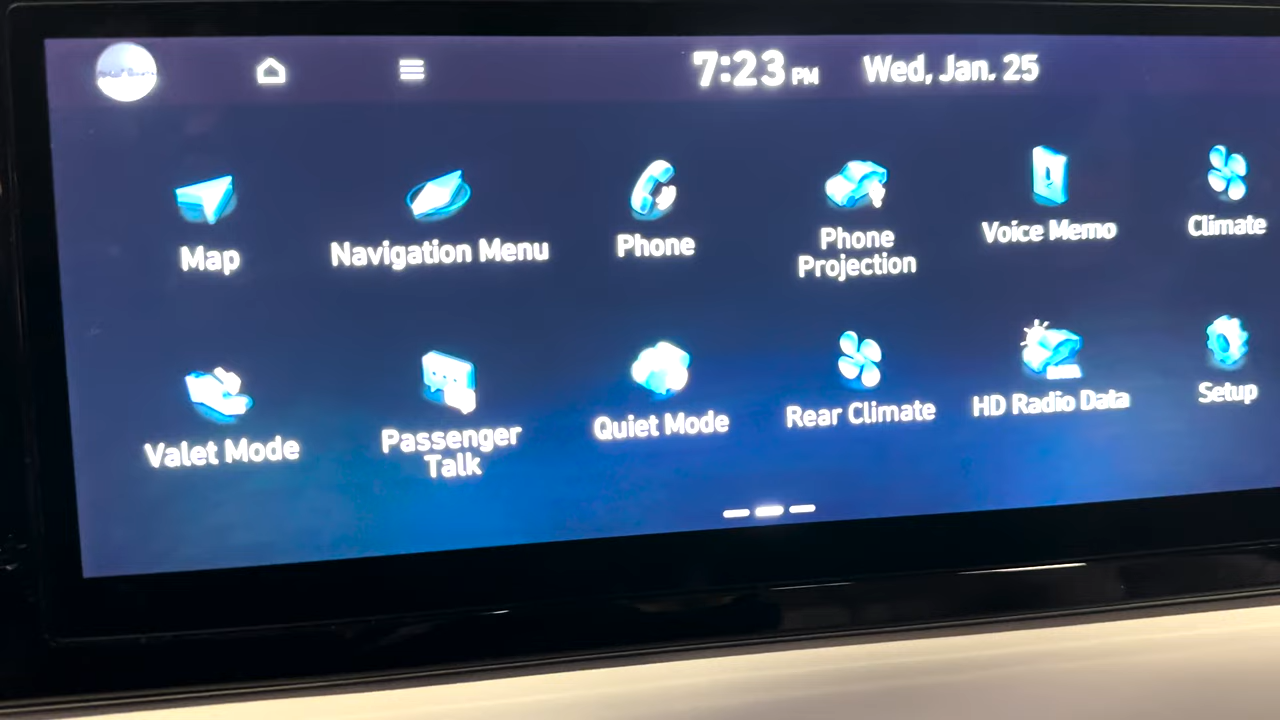 7:23 PM Wed, Jan. 25
Map
Navigation Menu
Phone
Phone
Projection
Voice Memo
Climate
Valet Mode
Passenger
Talk
Quiet Mode
Rear Climate
HD Radio Data
Setup